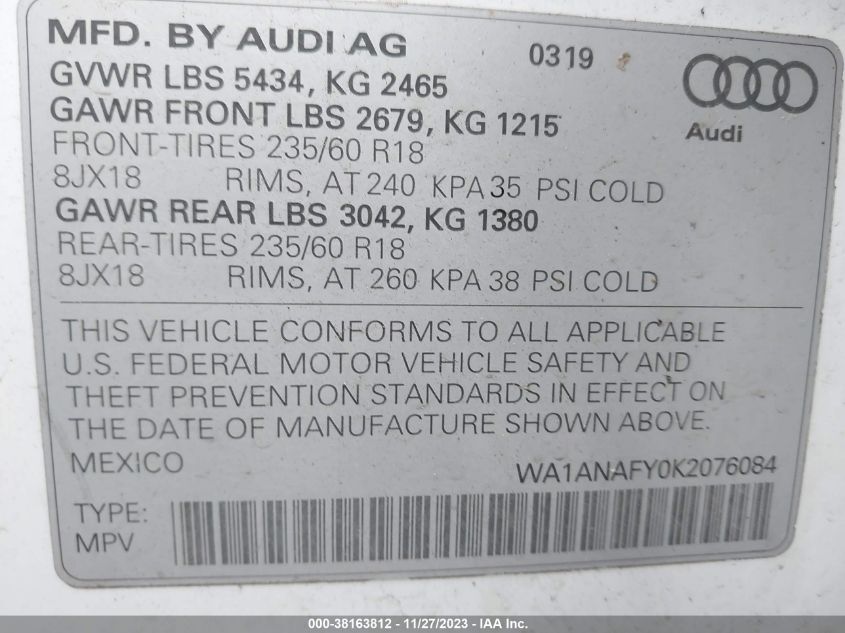 MFD. BY AUDI AG 0319
GVWR LBS 5434, KG 2465
GAWR FRONT LBS 2679, KG 1215
Audi
FRONT-TIRES 235/60 R18
8JX18 RIMS, AT 240 KPA 35 PSI COLD
GAWR REAR LBS 3042, KG 1380
REAR-TIRES 235/60 R18
8JX18 RIMS, AT 260 KPA 38 PSI COLD
THIS VEHICLE CONFORMS TO ALL APPLICABLE
U.S. FEDERAL MOTOR VEHICLE SAFETY AND
THEFT PREVENTION STANDARDS IN EFFECT ON
THE DATE OF MANUFACTURE SHOWN ABOVE.
MEXICO WA1ANAFY0K2076084
TYPE:
MPV
000-38163812 - 11/27/2023 - IAA Inc.